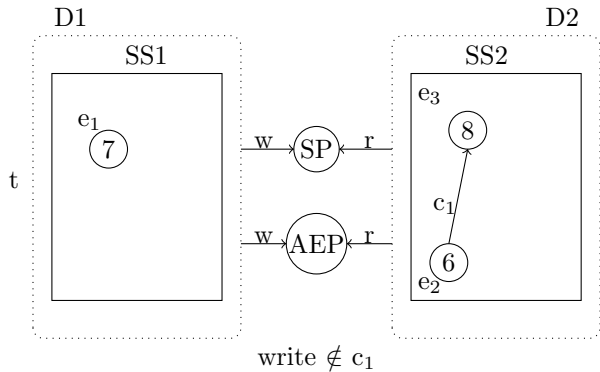 D1
D2
SS1
SS2
e₃
e₁
8
7
w
SP
r
t
c₁
w
AEP
r
6
e₂
write ∉ c₁